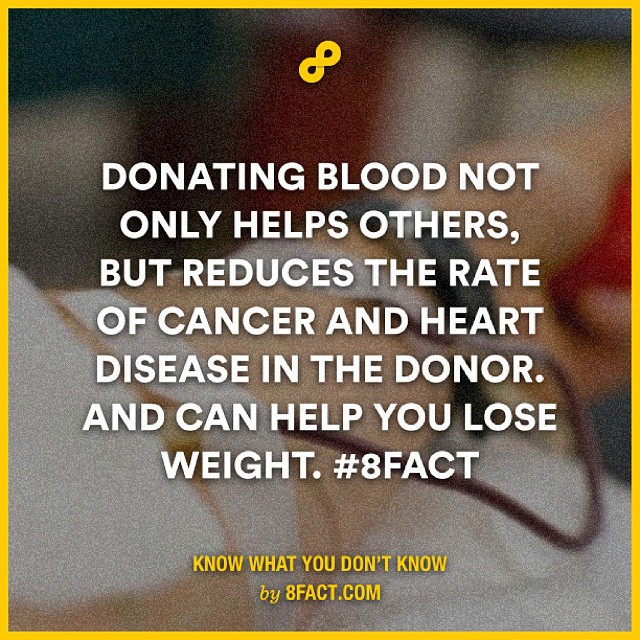 DONATING BLOOD NOT
ONLY HELPS OTHERS,
BUT REDUCES THE RATE
OF CANCER AND HEART
DISEASE IN THE DONOR.
AND CAN HELP YOU LOSE
WEIGHT. #8FACT
KNOW WHAT YOU DON'T KNOW
by 8FACT.COM